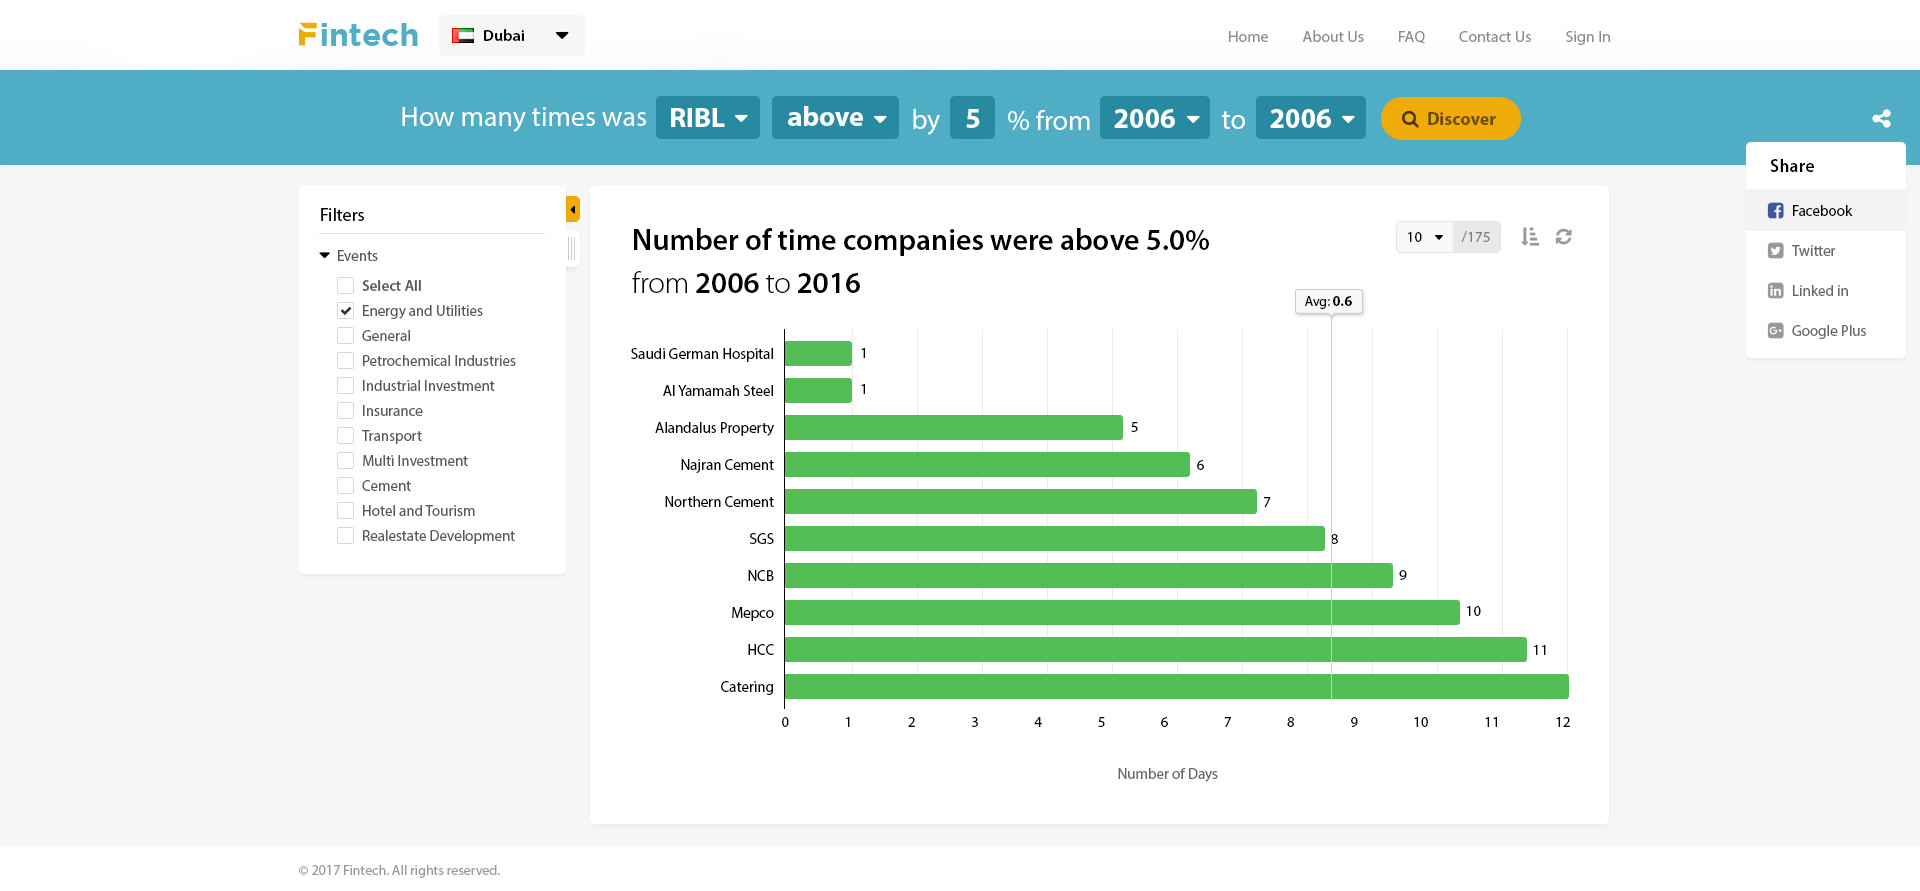 Fintech
Dubai
Home About Us FAQ Contact Us Sign In
How many times was RIBL above by 5 % from 2006 to 2006 Discover
Share
Facebook
Twitter
Linked in
Google Plus
Filters
Events
Select All
Energy and Utilities
General
Petrochemical Industries
Industrial Investment
Insurance
Transport
Multi Investment
Cement
Hotel and Tourism
Realestate Development
Number of time companies were above 5.0%
from 2006 to 2016
10 /175
Avg: 0.6
Saudi German Hospital 1
Al Yamamah Steel 1
Alandalus Property 5
Najran Cement 6
Northern Cement 7
SGS 8
NCB 9
Mepco 10
HCC 11
Catering
0 1 2 3 4 5 6 7 8 9 10 11 12
Number of Days
© 2017 Fintech. All rights reserved.